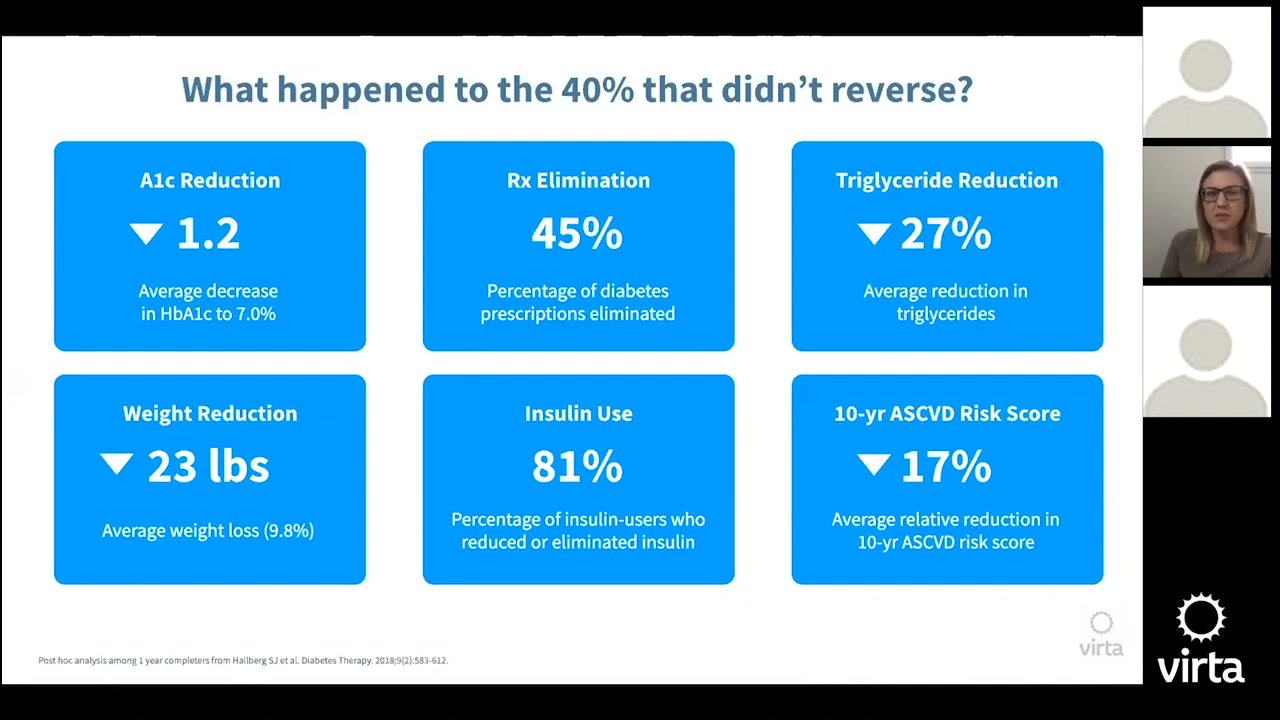 What happened to the 40% that didn't reverse?
A1c Reduction
1.2
Average decrease
in HbA1c to 7.0%
Rx Elimination
45%
Percentage of diabetes
prescriptions eliminated
Triglyceride Reduction
27%
Average reduction in
triglycerides
Weight Reduction
23 lbs
Average weight loss (9.8%)
Insulin Use
81%
Percentage of insulin-users who
reduced or eliminated insulin
10-yr ASCVD Risk Score
17%
Average relative reduction in
10-yr ASCVD risk score
Post hoc analysis among 1 year completers from Hallberg SJ et al. Diabetes Therapy. 2018;9(2):583-612.
virta
virta